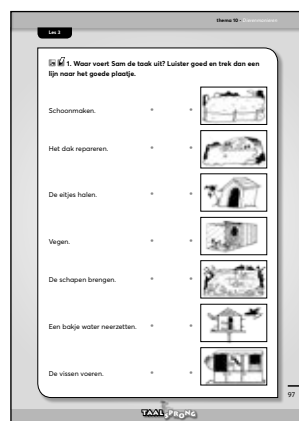 thema 10 •
Les 3
1. Waar voert Sam de taak uit? Luister goed en trek dan een
lijn naar het goede plaatje.
Schoonmaken.
Het dak repareren.
De eitjes halen.
Vegen.
De schapen brengen.
Een bakje water neerzetten.
De vissen voeren.
97
TAALSPRONG